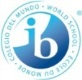 COLEGIO DEL MUNDO • WORLD SCHOOL • ÉCOLE DU MONDE •
ib